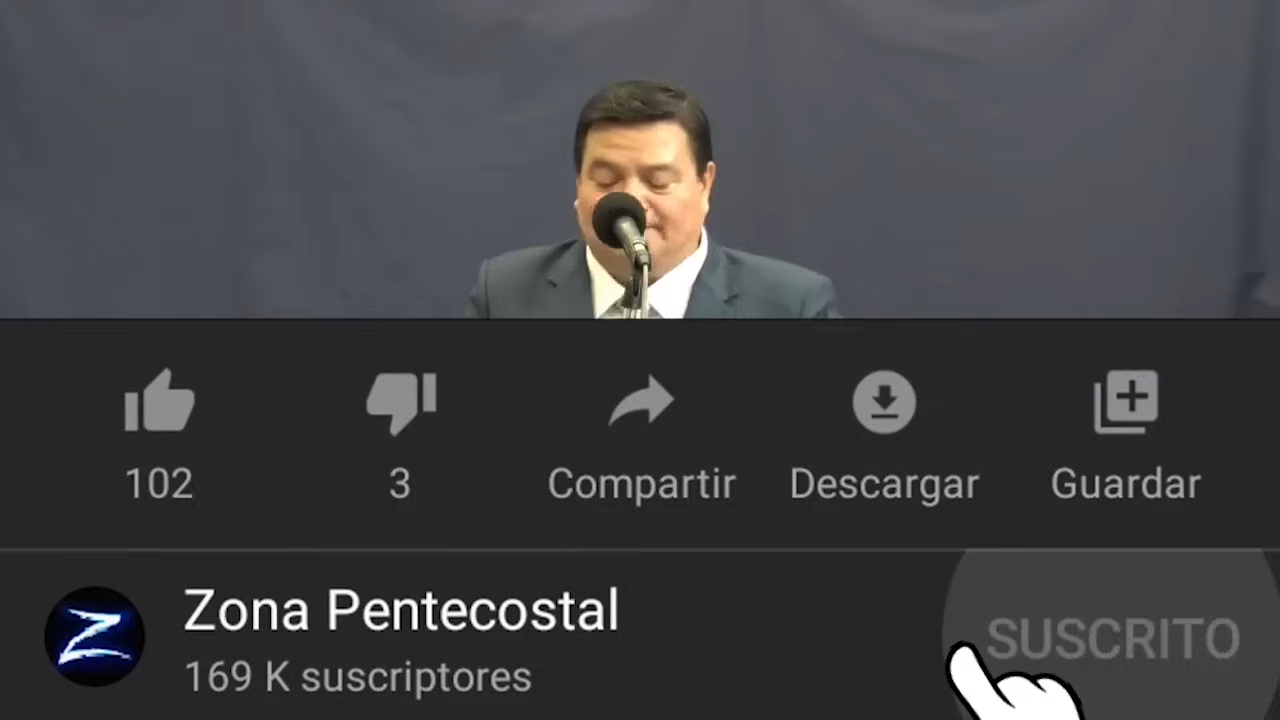 102 3 Compartir Descargar Guardar
Zona Pentecostal
169 K suscriptores
SUSCRITO